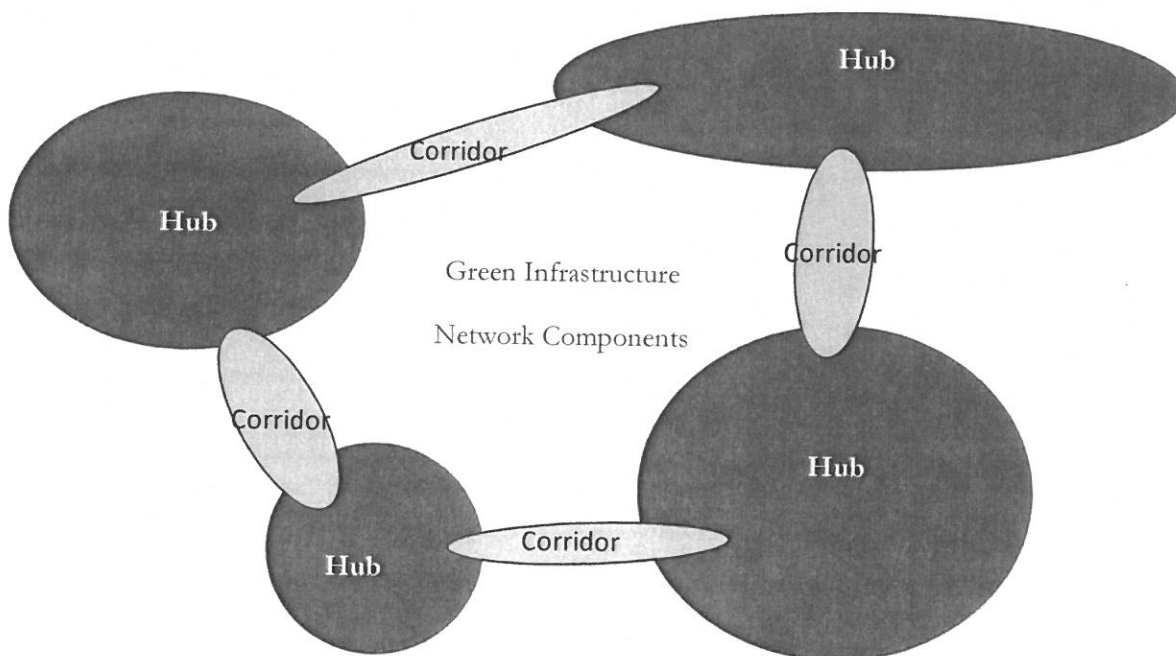 Hub
Corridor
Hub
Corridor
Green Infrastructure
Network Components
Corridor
Hub
Hub
Corridor